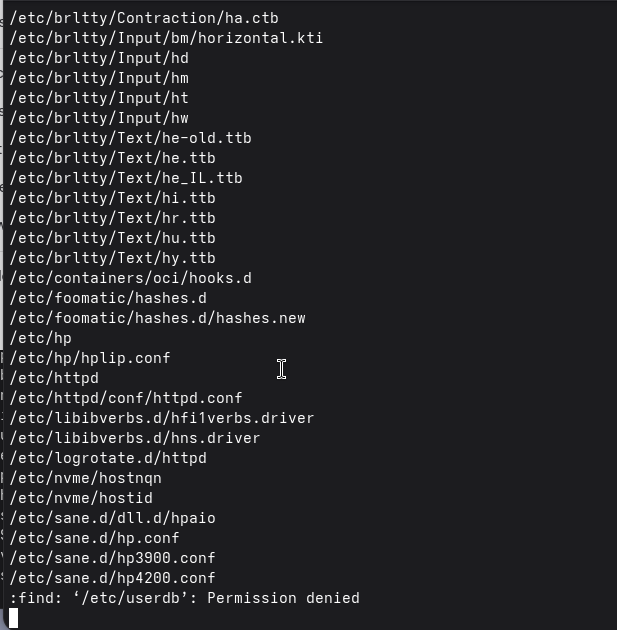 /etc/brltty/Contraction/ha.ctb
/etc/brltty/Input/bm/horizontal.kti
/etc/brltty/Input/hd
/etc/brltty/Input/hm
/etc/brltty/Input/ht
/etc/brltty/Input/hw
/etc/brltty/Text/he-old.ttb
/etc/brltty/Text/he.ttb
/etc/brltty/Text/he_IL.ttb
/etc/brltty/Text/hi.ttb
/etc/brltty/Text/hr.ttb
/etc/brltty/Text/hu.ttb
/etc/brltty/Text/hy.ttb
/etc/containers/oci/hooks.d
/etc/foomatic/hashes.d
/etc/foomatic/hashes.d/hashes.new
/etc/hp
/etc/hp/hplip.conf
/etc/httpd
/etc/httpd/conf/httpd.conf
/etc/libibverbs.d/hfi1verbs.driver
/etc/libibverbs.d/hns.driver
/etc/logrotate.d/httpd
/etc/nvme/hostnqn
/etc/nvme/hostid
/etc/sane.d/dll.d/hpaio
/etc/sane.d/hp.conf
/etc/sane.d/hp3900.conf
/etc/sane.d/hp4200.conf
:find: ‘/etc/userdb’: Permission denied